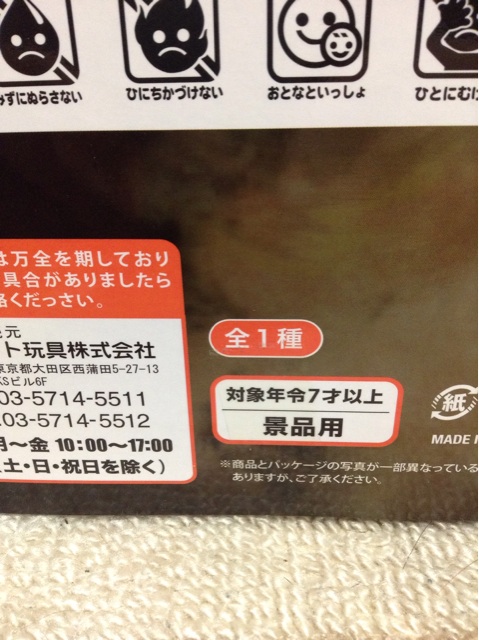 みずにぬらさない
ひにちかづけない
おとなといっしょ
ひとにむけ
は万全を期しており
具合がありましたら
絡くだっさい。
元
ト玩具株式会社
東京都大田区西蒲田5-27-13
KSビル6F
03-5714-5511
.03-5714-5512
月〜金 10:00〜17:00
土・日・祝日を除く）
全1種
対象年令7才以上
景品用
紙
MADE
※商品とパッケージの写真が一部異なっている
ありますが、ご了承ください。